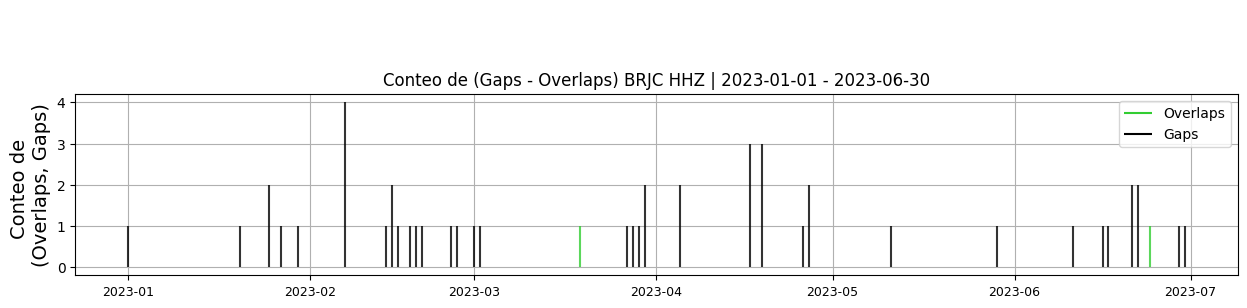 Conteo de (Gaps - Overlaps) BRJC HHZ | 2023-01-01 - 2023-06-30
Conteo de
(Overlaps, Gaps)
4
3
2
1
0
Overlaps
Gaps
2023-01
2023-02
2023-03
2023-04
2023-05
2023-06
2023-07